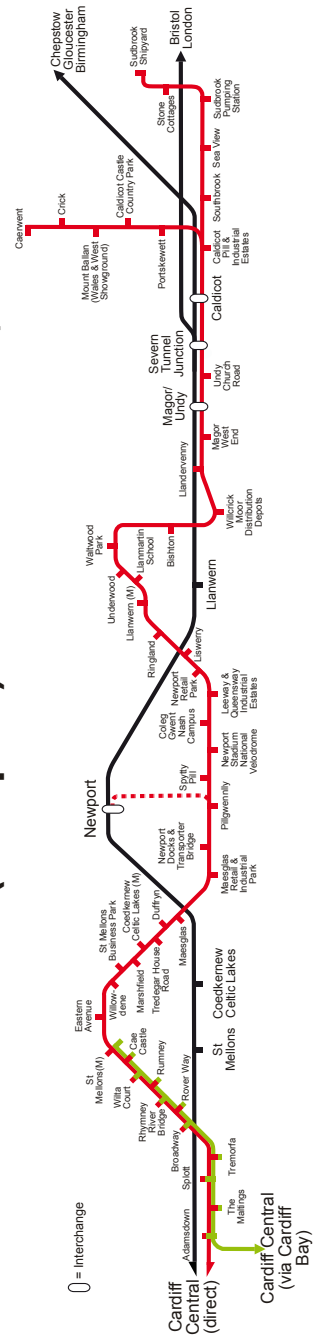 = Interchange
Cardiff
Central
(direct)
Cardiff Central
(via Cardiff
Bay)
Adamsdown
The
Maltings
Splott
Tremorfa
Broadway
Rover Way
Rhymney
River
Bridge
Rumney
Wilta
Court
Cae
Castle
St
Mellons(M)
Eastern
Avenue
Willow-
dene
St Mellons
Business Park
Marshfield
Coedkernew
Celtic Lakes (M)
Tredegar House
Road
Duffryn
Maesglas
St
Mellons
Coedkernew
Celtic Lakes
Maesglas
Retail &
Industrial
Park
Newport
Docks &
Transporter
Bridge
Newport
Pillgwennlly
Spytty
Pill
Newport
Stadium
National
Velodrome
Coleg
Gwent
Nash
Campus
Leeway &
Queensway
Industrial
Estates
Newport
Retail
Park
Liswerry
Ringland
Llanwern (M)
Llanmartin
School
Underwood
Waltwood
Park
Bishton
Llanwern
Willcrick
Moor
Distribution
Depots
Llandervenny
Magor
West
End
Magor/
Undy
Undy
Church
Road
Severn
Tunnel
Junction
Caldicot
Caldicot
Pill &
Industrial
Estates
Portskewett
Caldicot Castle
Country Park
Mount Ballan
(Wales & West
Showground)
Crick
Caerwent
Southbrook
Sea View
Sudbrook
Pumping
Station
Stone
Cottages
Sudbrook
Shipyard
Chepstow
Gloucester
Birmingham
Bristol
London